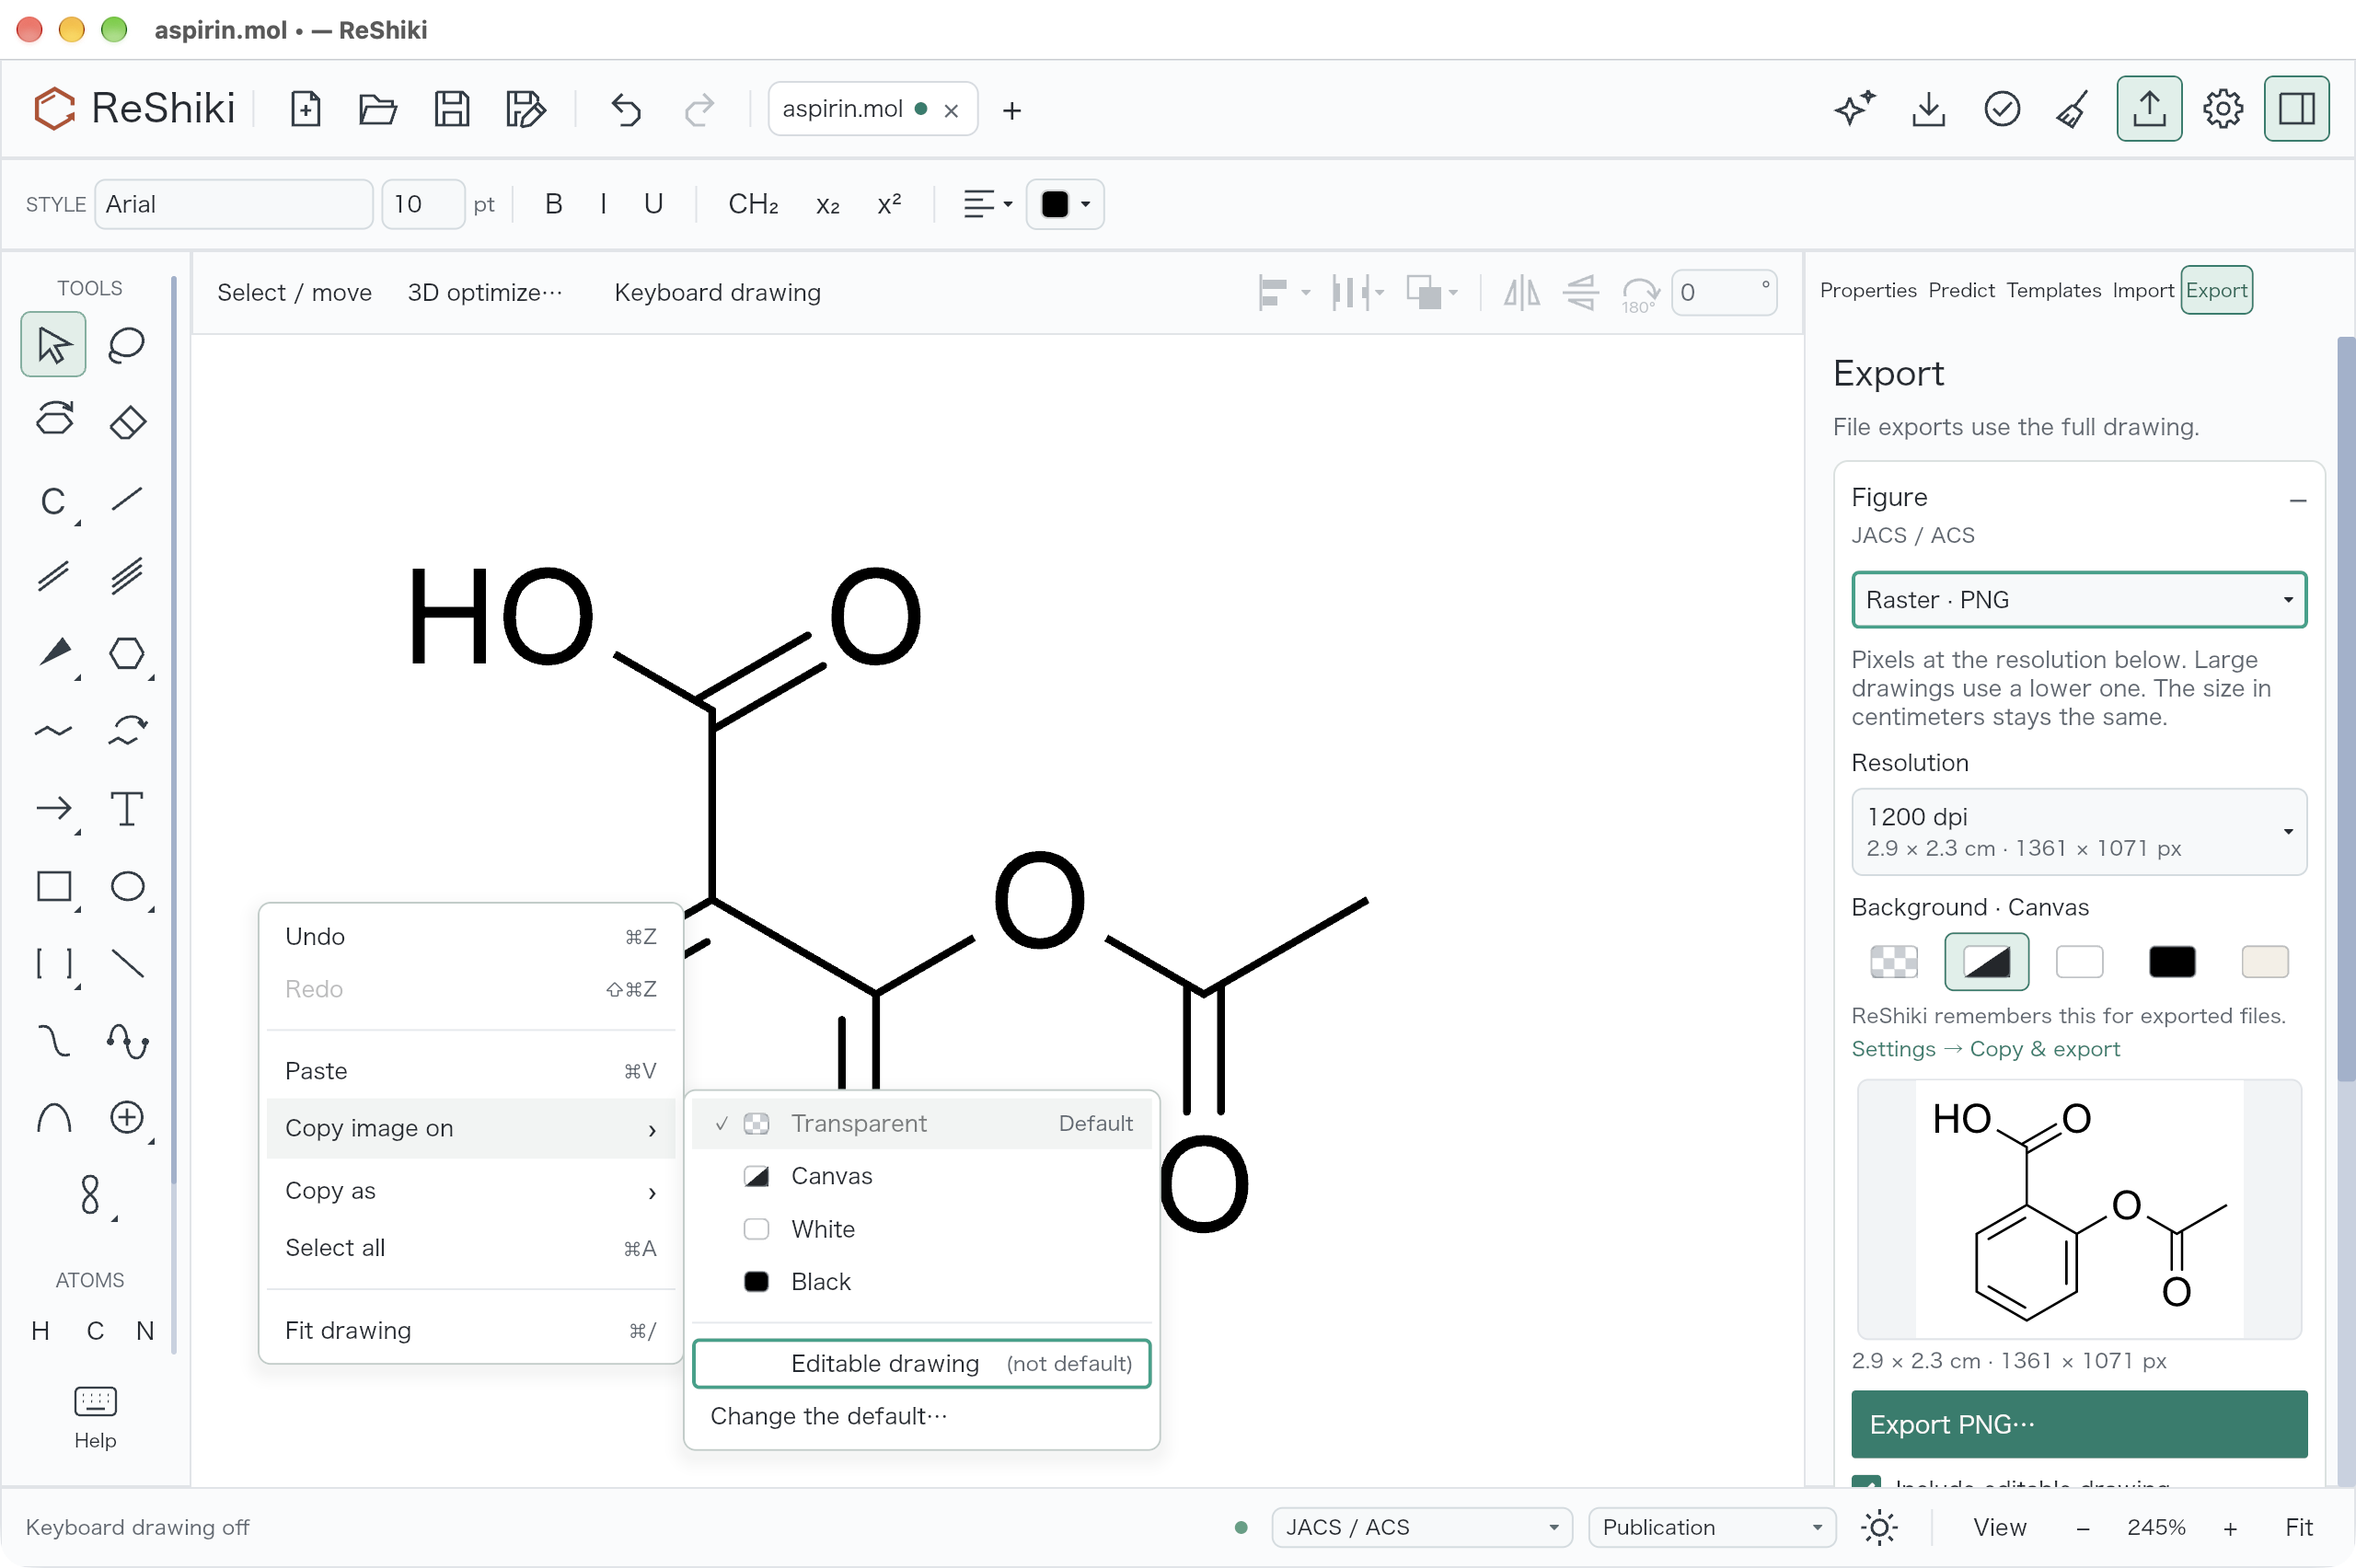 aspirin.mol • — ReShiki
ReShiki
aspirin.mol
STYLE Arial 10 pt B I U CH₂ x₂ x²
TOOLS
Select / move 3D optimize⋯ Keyboard drawing
180°
0 °
Properties Predict Templates Import Export
Export
File exports use the full drawing.
Figure
JACS / ACS
Raster · PNG
Pixels at the resolution below. Large
drawings use a lower one. The size in
centimeters stays the same.
Resolution
1200 dpi
2.9 × 2.3 cm · 1361 × 1071 px
Background · Canvas
ReShiki remembers this for exported files.
Settings → Copy & export
HO O
O
O
2.9 × 2.3 cm · 1361 × 1071 px
Export PNG⋯
Include editable drawing
C
T
[ ]
ATOMS
H C N
Help
HO O
O
O
Undo ⌘Z
Redo ⇧⌘Z
Paste ⌘V
Copy image on ›
Copy as ›
Select all ⌘A
Fit drawing ⌘/
✓ Transparent Default
Canvas
White
Black
Editable drawing (not default)
Change the default⋯
Keyboard drawing off
JACS / ACS
Publication
View − 245% + Fit